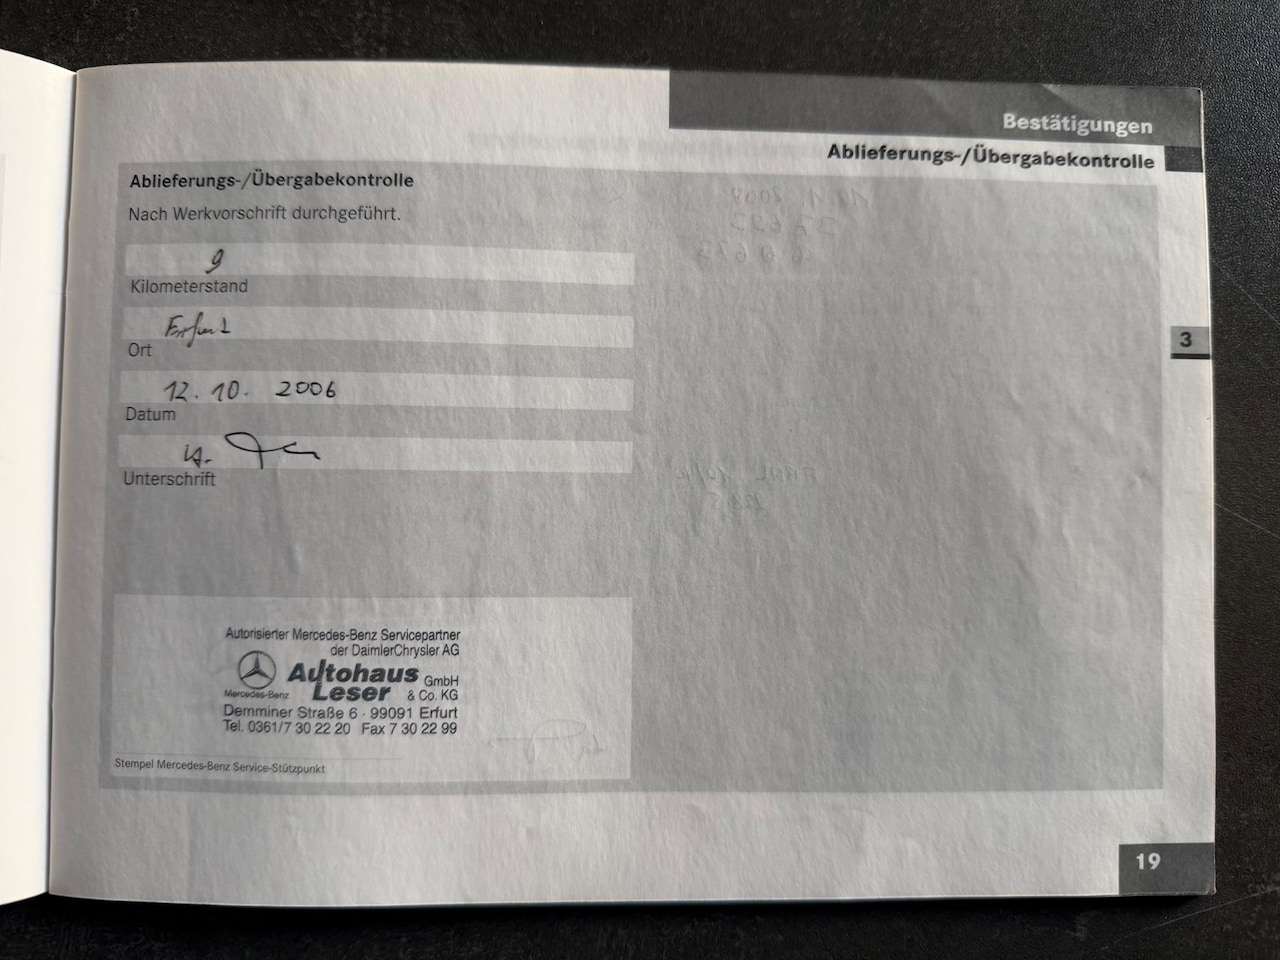 Bestätigungen
Ablieferungs-/Übergabekontrolle
Ablieferungs-/Übergabekontrolle
Nach Werkvorschrift durchgeführt.
9
Kilometerstand
Erfurt
Ort
12. 10. 2006
Datum
Unterschrift
3
Autorisierter Mercedes-Benz Servicepartner
der DaimlerChrysler AG
Autohaus GmbH
Mercedes-Benz Leser & Co. KG
Demminer Straße 6 · 99091 Erfurt
Tel. 0361/7 30 22 20 Fax 7 30 22 99
Stempel Mercedes-Benz Service-Stützpunkt
19